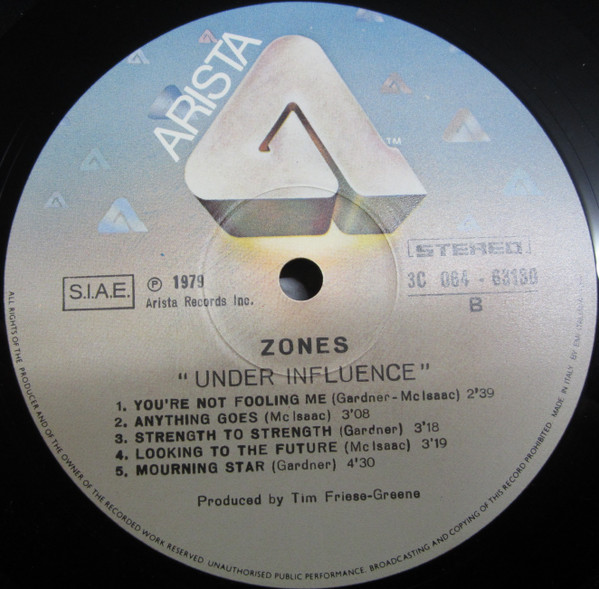 ARISTA
TM
STEREO
S.I.A.E.
Ⓟ 1979
Arista Records Inc.
3C 064 - 63180
B
ZONES
"UNDER INFLUENCE"
1. YOU'RE NOT FOOLING ME (Gardner-McIsaac) 2'39
2. ANYTHING GOES (McIsaac) 3'08
3. STRENGTH TO STRENGTH (Gardner) 3'18
4. LOOKING TO THE FUTURE (McIsaac) 3'19
5. MOURNING STAR (Gardner) 4'30
Produced by Tim Friese-Greene
ALL RIGHTS OF THE PRODUCER AND OF THE OWNER OF THE RECORDED WORK RESERVED. UNAUTHORISED PUBLIC PERFORMANCE. BROADCASTING AND COPYING OF THIS RECORD PROHIBITED. MADE IN ITALY BY EMI ITALIANA